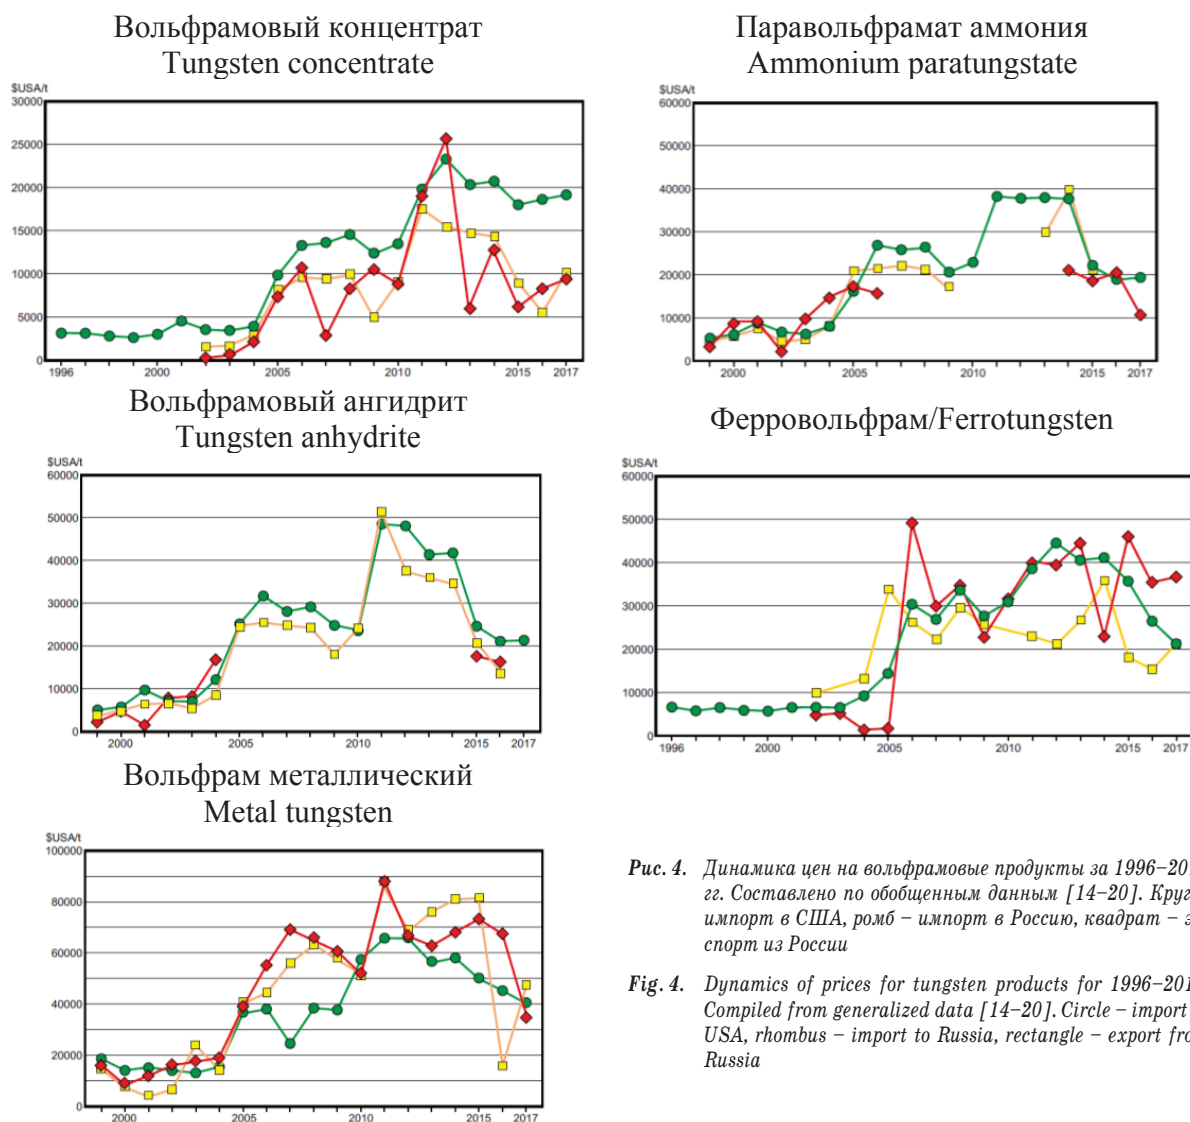 Вольфрамовый концентрат
Tungsten concentrate
$USA/t
30000
25000
20000
15000
10000
5000
0
1996
2000
2005
2010
2015
2017
Паравольфрамат аммония
Ammonium paratungstate
$USA/t
60000
50000
40000
30000
20000
10000
0
2000
2005
2010
2015
2017
Вольфрамовый ангидрит
Tungsten anhydrite
$USA/t
60000
50000
40000
30000
20000
10000
0
2000
2005
2010
2015
2017
Ферровольфрам/Ferrotungsten
$USA/t
60000
50000
40000
30000
20000
10000
0
1996
2000
2005
2010
2015
2017
Вольфрам металлический
Metal tungsten
$USA/t
100000
80000
60000
40000
20000
0
2000
2005
2010
2015
2017
Рис. 4. Динамика цен на вольфрамовые продукты за 1996–201
гг. Составлено по обобщенным данным [14–20]. Круг
импорт в США, ромб – импорт в Россию, квадрат – э
спорт из России
Fig. 4. Dynamics of prices for tungsten products for 1996–201
Compiled from generalized data [14–20]. Circle – import
USA, rhombus – import to Russia, rectangle – export fro
Russia